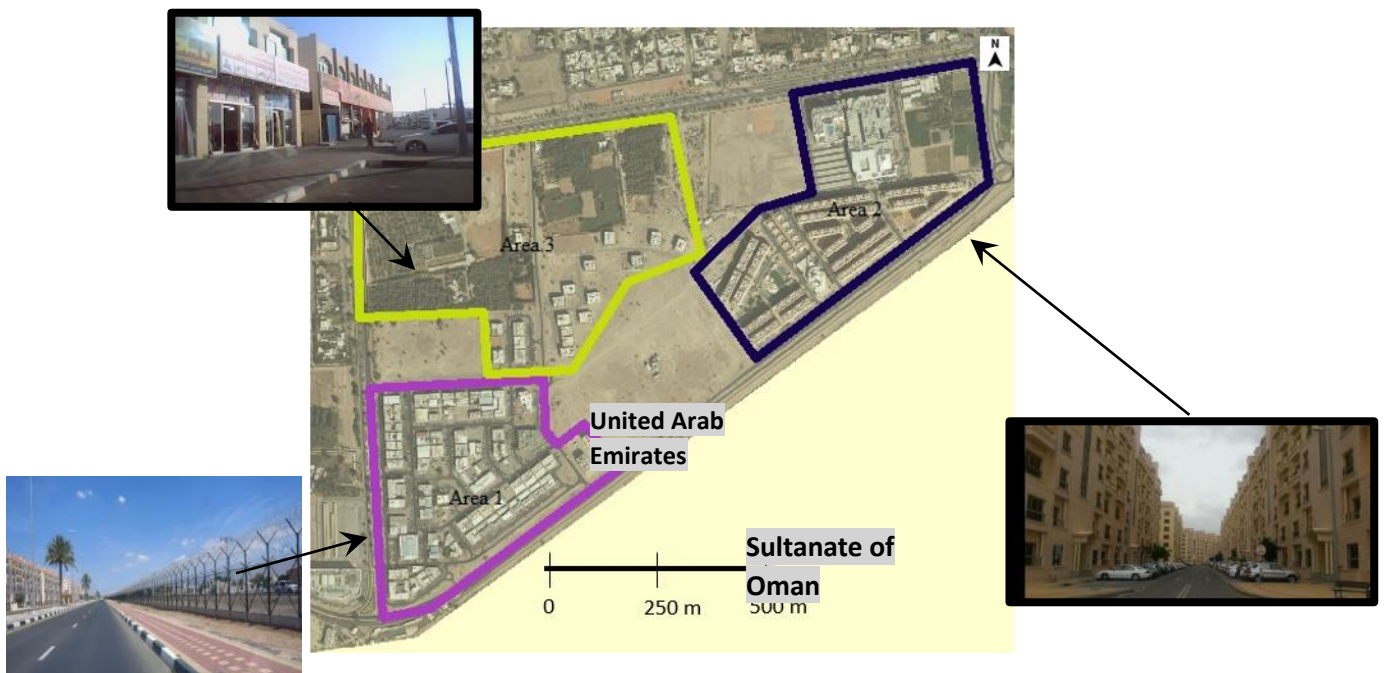 N
Area 3
Area 2
United Arab
Emirates
Area 1
Sultanate of
Oman
0
250 m
500 m